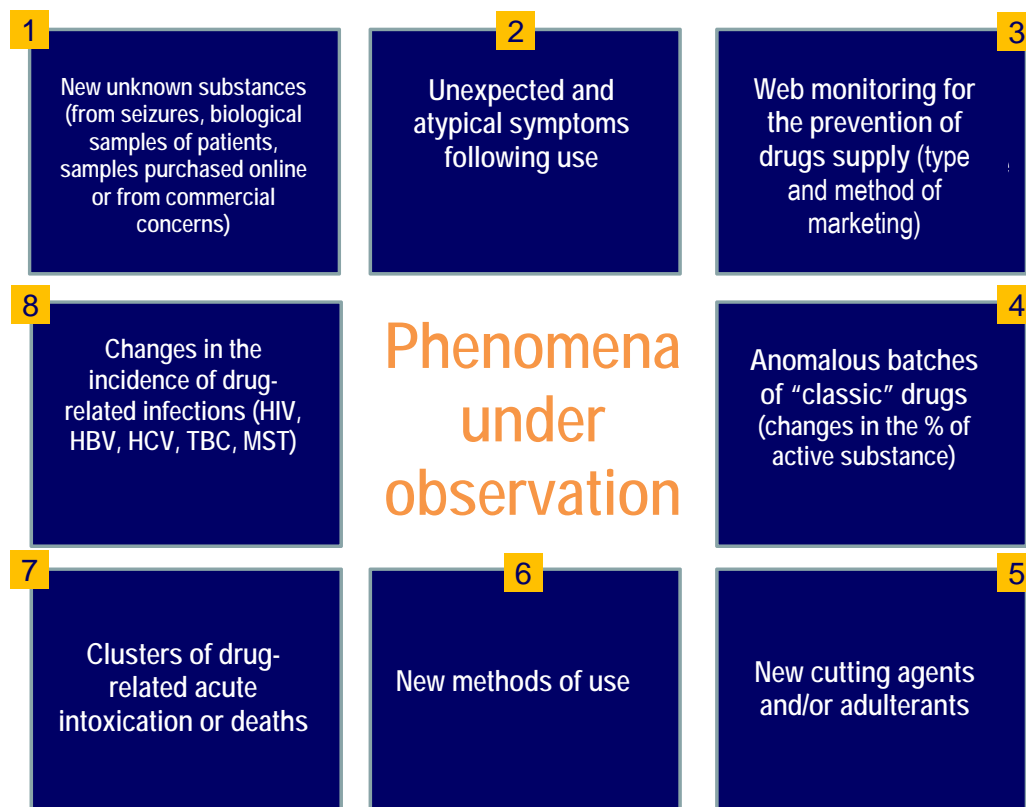 1
New unknown substances
(from seizures, biological
samples of patients,
samples purchased online
or from commercial
concerns)
2
Unexpected and
atypical symptoms
following use
3
Web monitoring for
the prevention of
drugs supply (type
and method of
marketing)
8
Changes in the
incidence of drug-
related infections (HIV,
HBV, HCV, TBC, MST)
Phenomena
under
observation
4
Anomalous batches
of “classic” drugs
(changes in the % of
active substance)
7
Clusters of drug-
related acute
intoxication or deaths
6
New methods of use
5
New cutting agents
and/or adulterants